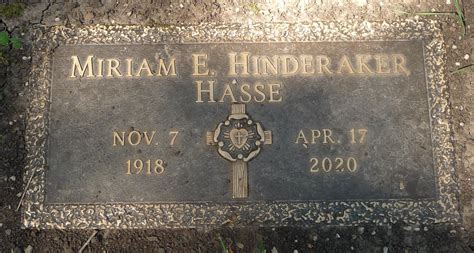 MIRIAM E. HINDERAKER
HASSE
NOV. 7
1918
APR. 17
2020